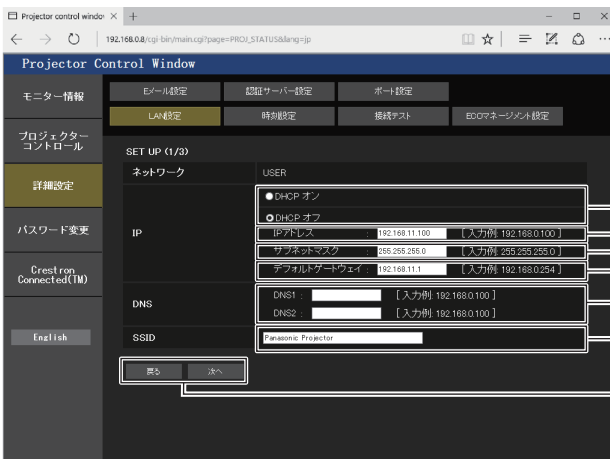 Projector control windov
192.168.0.8/cgi-bin/main.cgi?page=PROJ_STATUS&lang=jp
Projector Control Window
モニター情報
プロジェクター
コントロール
詳細設定
パスワード変更
Crestron
Connected(TM)
English
Eメール設定 認証サーバー設定 ポート設定
LAN設定 時刻設定 接続テスト ECOマネージメント設定
SET UP (1/3)
ネットワーク USER
IP
DHCP オン
DHCP オフ
IPアドレス : 192.168.11.100 [入力例: 192.168.0.100 ]
サブネットマスク : 255.255.255.0 [入力例: 255.255.255.0 ]
デフォルトゲートウェイ : 192.168.11.1 [入力例: 192.168.0.254 ]
DNS
DNS1 : [入力例: 192.168.0.100 ]
DNS2 : [入力例: 192.168.0.100 ]
SSID Panasonic Projector
戻る 次へ